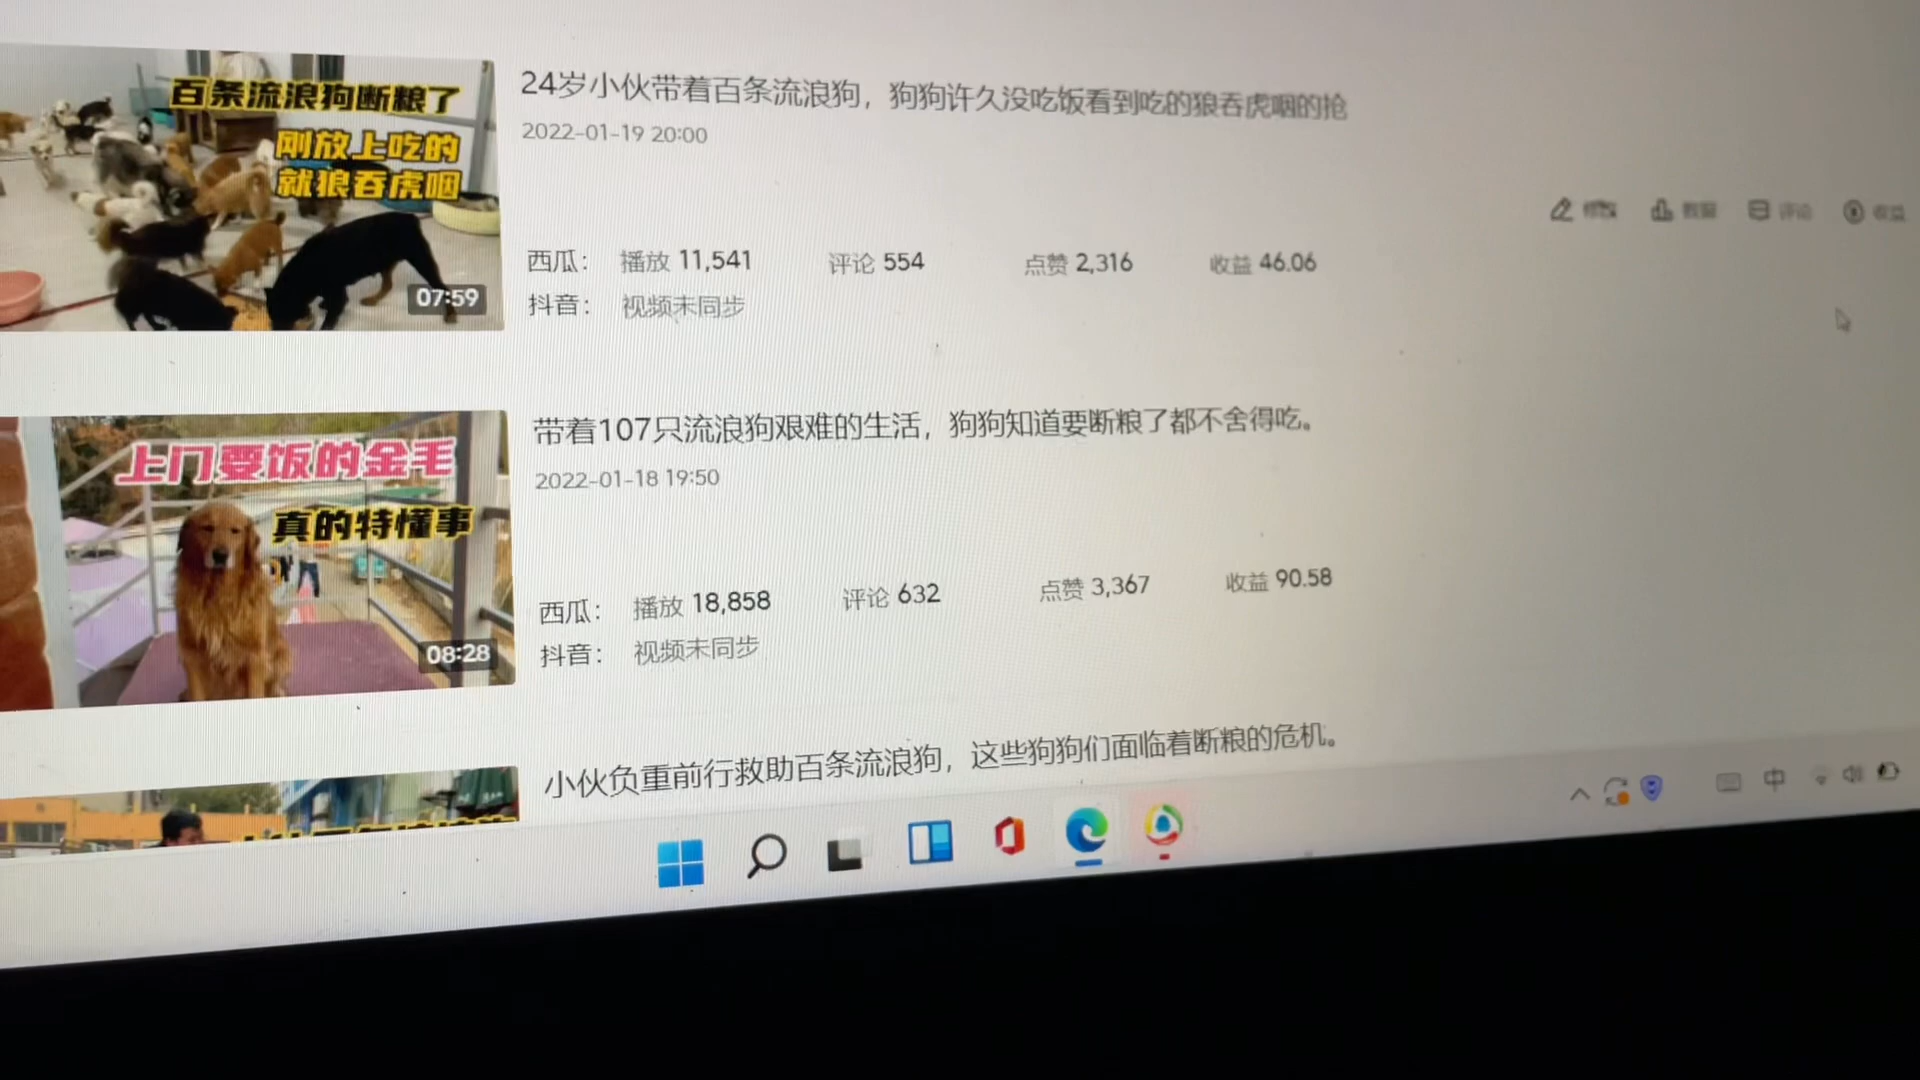 百条流浪狗断粮了
刚放上吃的
就狼吞虎咽
07:59
24岁小伙带着百条流浪狗，狗狗许久没吃饭看到吃的狼吞虎咽的抢
2022-01-19 20:00
修改 数据 评论 收益
西瓜： 播放 11,541 评论 554 点赞 2,316 收益 46.06
抖音： 视频未同步
上门要饭的金毛
真的特懂事
08:28
带着107只流浪狗艰难的生活，狗狗知道要断粮了都不舍得吃。
2022-01-18 19:50
西瓜： 播放 18,858 评论 632 点赞 3,367 收益 90.58
抖音： 视频未同步
小伙负重前行救助百条流浪狗，这些狗狗们面临着断粮的危机。
中